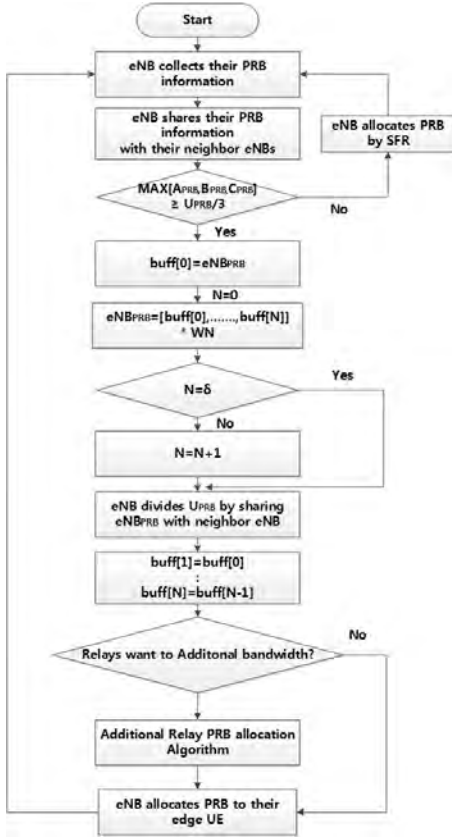 Start
eNB collects their PRB
information
eNB shares their PRB
information
with their neighbor eNBs
eNB allocates PRB
by SFR
MAX[APRB,BPRB,CPRB]
≥ UPRB/3
No
Yes
buff[0]=eNBPRB
N=0
eNBPRB=[buff[0],.......,buff[N]]
* WN
N=δ
Yes
No
N=N+1
eNB divides UPRB by sharing
eNBPRB with neighbor eNB
buff[1]=buff[0]
:
buff[N]=buff[N-1]
Relays want to Additonal bandwidth?
No
Additional Relay PRB allocation
Algorithm
eNB allocates PRB to their
edge UE